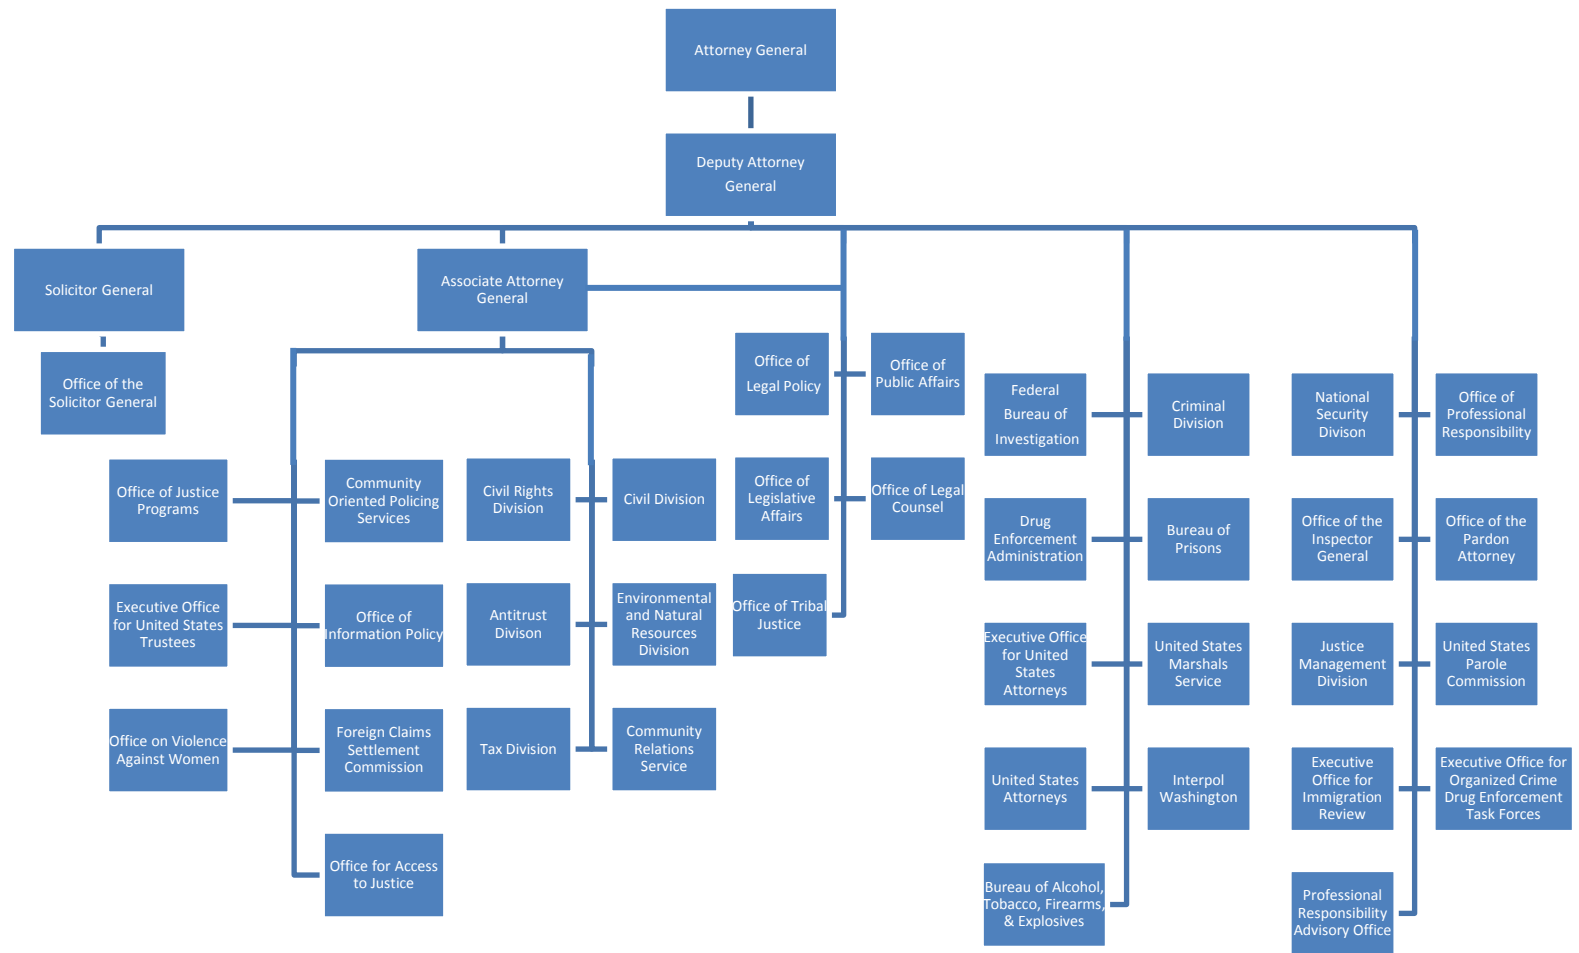 Attorney General
Deputy Attorney
General
Solicitor General
Associate Attorney
General
Office of the
Solicitor General
Office of Justice
Programs
Community
Oriented Policing
Services
Executive Office
for United States
Trustees
Office of
Information Policy
Office on Violence
Against Women
Foreign Claims
Settlement
Commission
Office for Access
to Justice
Civil Rights
Division
Civil Division
Antitrust
Divison
Environmental
and Natural
Resources
Division
Tax Division
Community
Relations
Service
Office of
Legal Policy
Office of
Public Affairs
Office of
Legislative
Affairs
Office of Legal
Counsel
Office of Tribal
Justice
Federal
Bureau of
Investigation
Criminal
Division
Drug
Enforcement
Administration
Bureau of
Prisons
Executive Office
for United
States
Attorneys
United States
Marshals
Service
United States
Attorneys
Interpol
Washington
Bureau of Alcohol,
Tobacco, Firearms,
& Explosives
National
Security
Divison
Office of
Professional
Responsibility
Office of the
Inspector
General
Office of the
Pardon
Attorney
Justice
Management
Division
United States
Parole
Commission
Executive
Office for
Immigration
Review
Executive Office for
Organized Crime
Drug Enforcement
Task Forces
Professional
Responsibility
Advisory Office